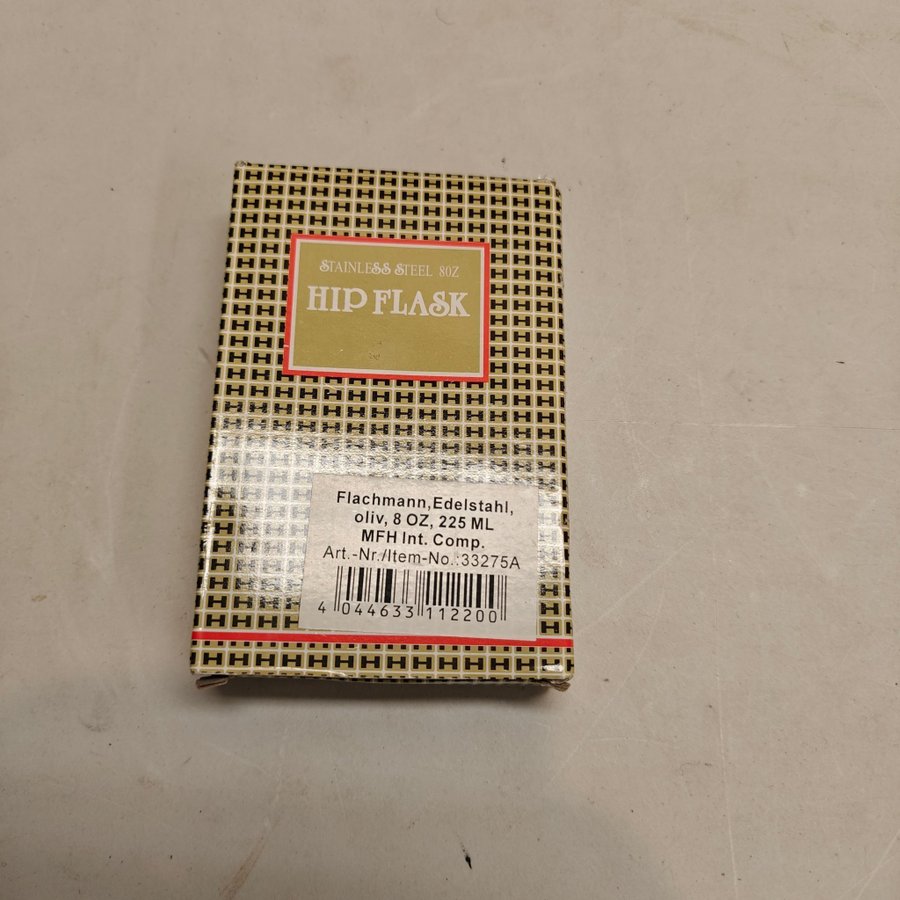 STAINLESS STEEL 8OZ
HIP FLASK
Flachmann,Edelstahl,
oliv, 8 OZ, 225 ML
MFH Int. Comp.
Art.-Nr./Item-No.:33275A
4 044633 112200